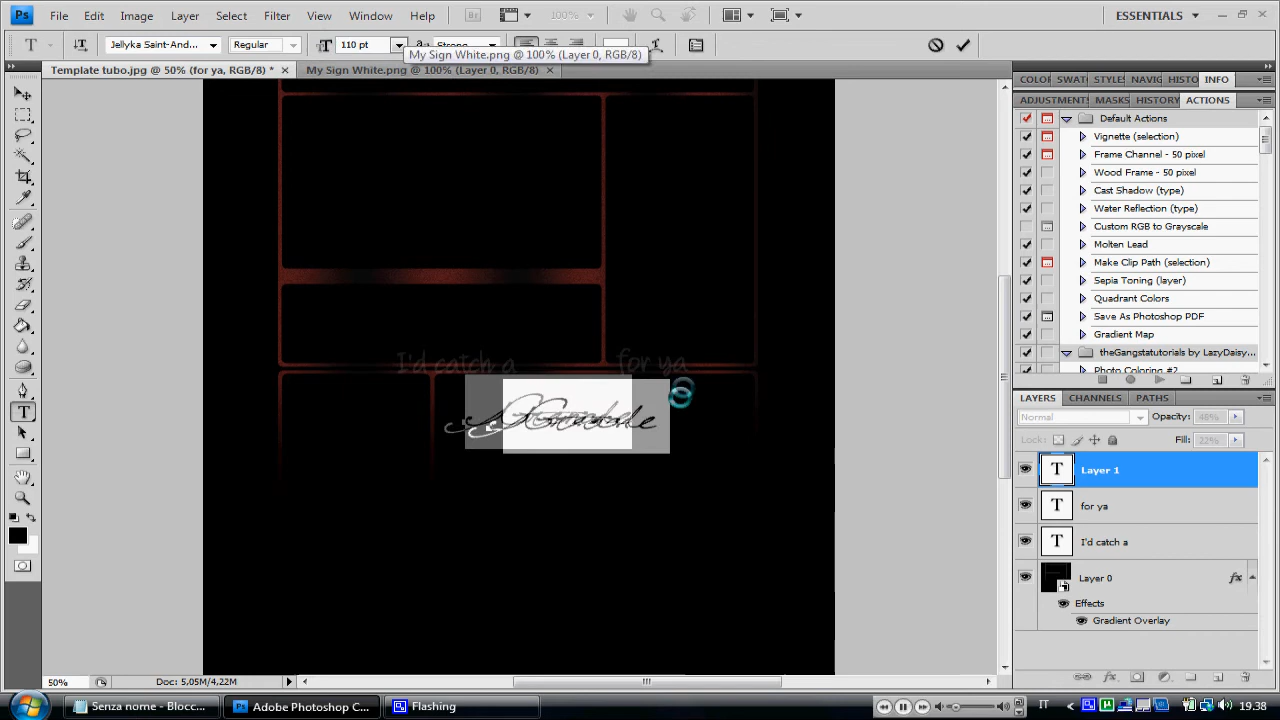 Ps File Edit Image Layer Select Filter View Window Help Br 100% ESSENTIALS
T Jellyka Saint-And... Regular 110 pt aa Strong
My Sign White.png @ 100% (Layer 0, RGB/8)
Template tubo.jpg @ 50% (for ya, RGB/8) * My Sign White.png @ 100% (Layer 0, RGB/8)
COLOR SWAT STYLES NAVIG HISTO INFO
ADJUSTMENTS MASKS HISTORY ACTIONS
Default Actions
Vignette (selection)
Frame Channel - 50 pixel
Wood Frame - 50 pixel
Cast Shadow (type)
Water Reflection (type)
Custom RGB to Grayscale
Molten Lead
Make Clip Path (selection)
Sepia Toning (layer)
Quadrant Colors
Save As Photoshop PDF
Gradient Map
theGangstatutorials by LazyDaisy...
Photo Coloring #2
I'd catch a for ya
LAYERS CHANNELS PATHS
Normal Opacity: 46%
Lock: Fill: 22%
T Layer 1
T for ya
T I'd catch a
Layer 0 fx
Effects
Gradient Overlay
50% Doc: 5,05M/4,22M
Senza nome - Blocc... Adobe Photoshop C... Flashing IT 19.38